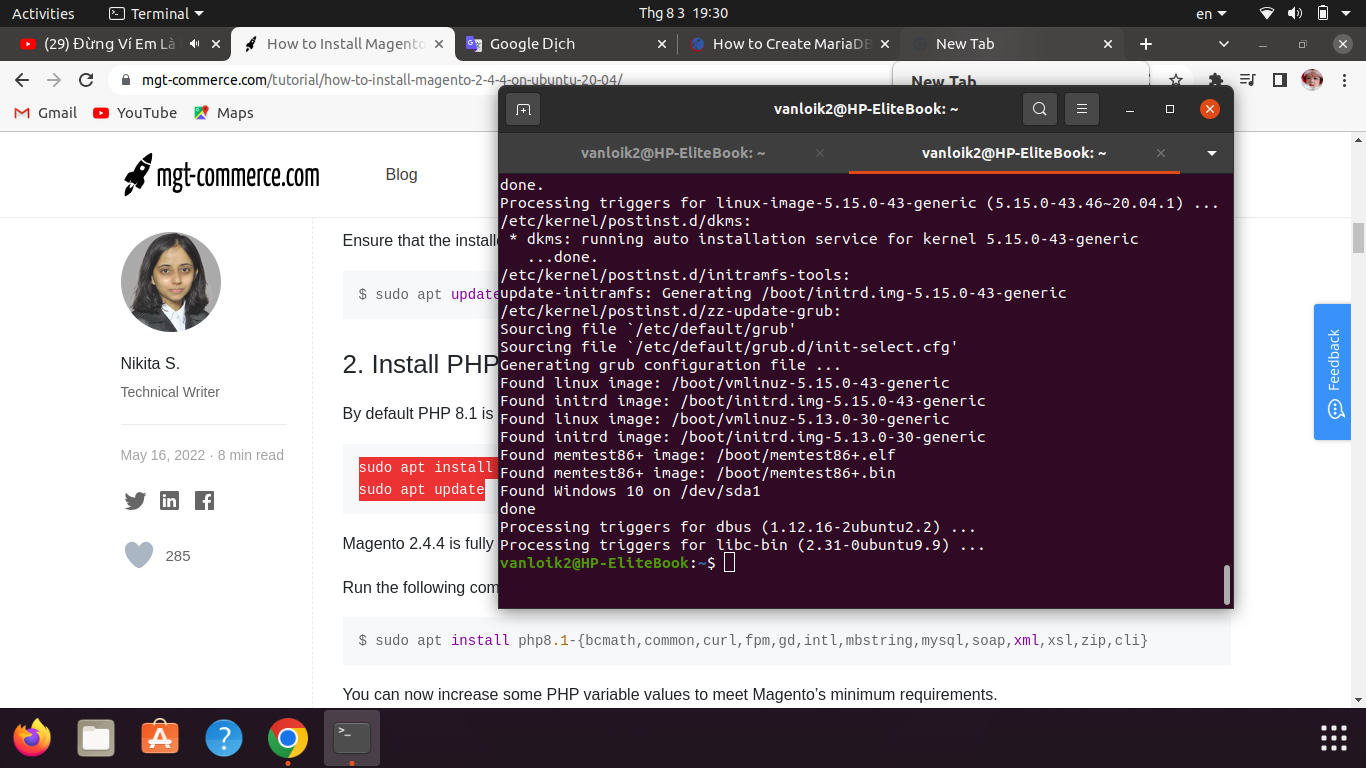 Activities
Terminal
Thg 8 3 19:30
en
(29) Đừng Ví Em Là
How to Install Magento
Google Dịch
How to Create MariaDB
New Tab
mgt-commerce.com/tutorial/how-to-install-magento-2-4-4-on-ubuntu-20-04/
New Tab
Gmail
YouTube
Maps
mgt-commerce.com
Blog
Nikita S.
Technical Writer
May 16, 2022 · 8 min read
285
Ensure that the installe
$ sudo apt update
2. Install PHP
By default PHP 8.1 is
sudo apt install
sudo apt update
Magento 2.4.4 is fully
Run the following com
$ sudo apt install php8.1-{bcmath,common,curl,fpm,gd,intl,mbstring,mysql,soap,xml,xsl,zip,cli}
You can now increase some PHP variable values to meet Magento’s minimum requirements.
Feedback
vanloik2@HP-EliteBook: ~
vanloik2@HP-EliteBook: ~
vanloik2@HP-EliteBook: ~
done.
Processing triggers for linux-image-5.15.0-43-generic (5.15.0-43.46~20.04.1) ...
/etc/kernel/postinst.d/dkms:
* dkms: running auto installation service for kernel 5.15.0-43-generic
...done.
/etc/kernel/postinst.d/initramfs-tools:
update-initramfs: Generating /boot/initrd.img-5.15.0-43-generic
/etc/kernel/postinst.d/zz-update-grub:
Sourcing file `/etc/default/grub'
Sourcing file `/etc/default/grub.d/init-select.cfg'
Generating grub configuration file ...
Found linux image: /boot/vmlinuz-5.15.0-43-generic
Found initrd image: /boot/initrd.img-5.15.0-43-generic
Found linux image: /boot/vmlinuz-5.13.0-30-generic
Found initrd image: /boot/initrd.img-5.13.0-30-generic
Found memtest86+ image: /boot/memtest86+.elf
Found memtest86+ image: /boot/memtest86+.bin
Found Windows 10 on /dev/sda1
done
Processing triggers for dbus (1.12.16-2ubuntu2.2) ...
Processing triggers for libc-bin (2.31-0ubuntu9.9) ...
vanloik2@HP-EliteBook:~$